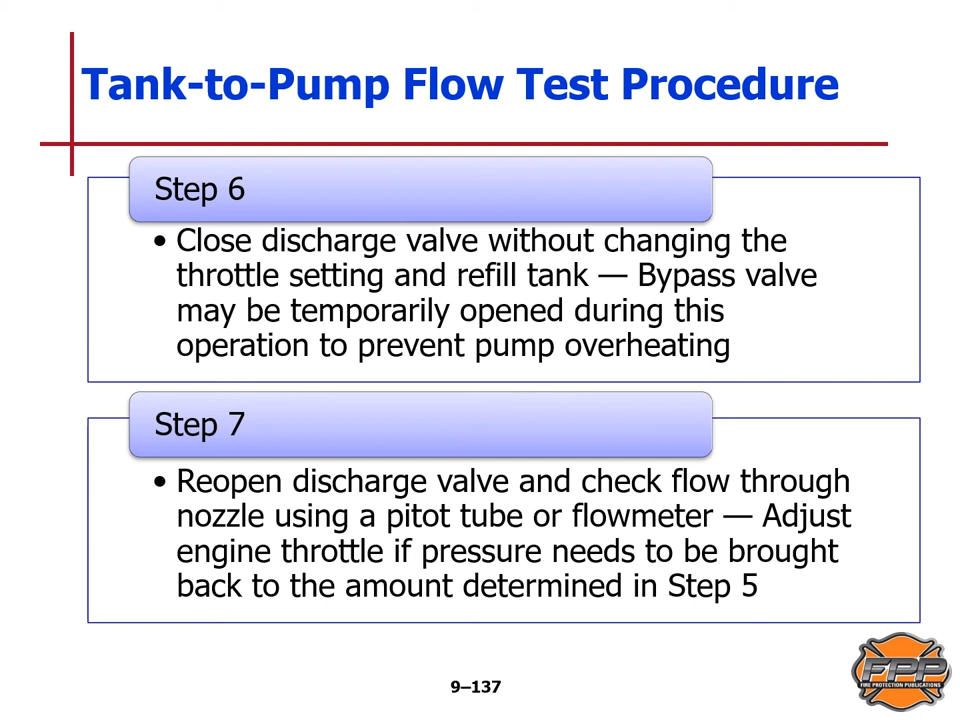 Tank-to-Pump Flow Test Procedure
Step 6
• Close discharge valve without changing the
throttle setting and refill tank — Bypass valve
may be temporarily opened during this
operation to prevent pump overheating
Step 7
• Reopen discharge valve and check flow through
nozzle using a pitot tube or flowmeter — Adjust
engine throttle if pressure needs to be brought
back to the amount determined in Step 5
9–137
FPP
FIRE PROTECTION PUBLICATIONS